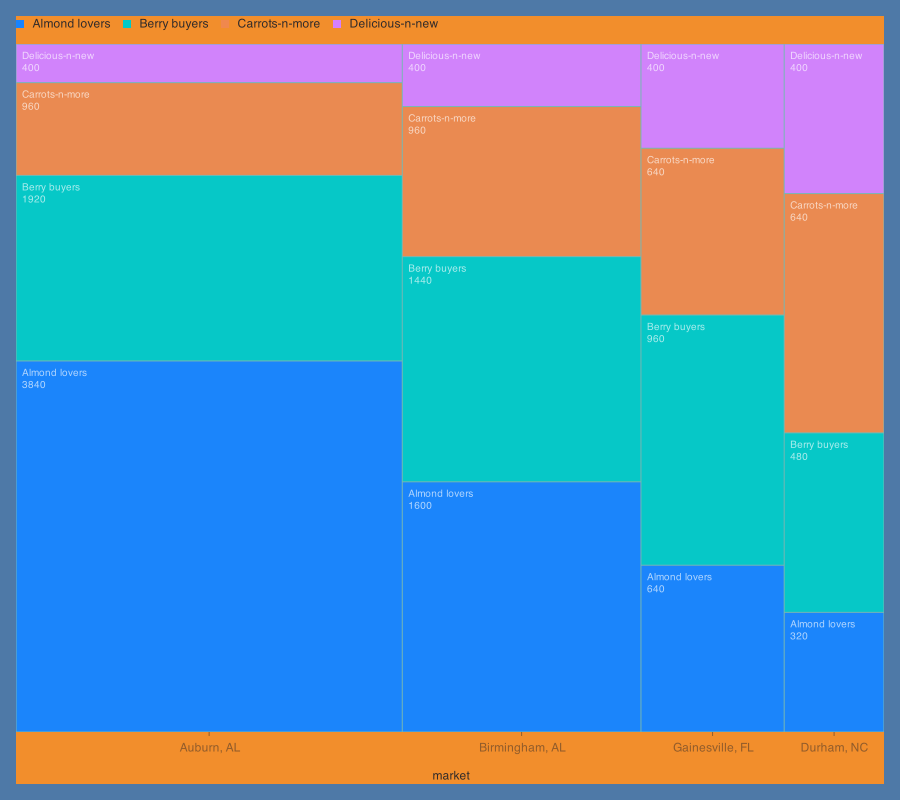 Almond lovers Berry buyers Carrots-n-more Delicious-n-new
Delicious-n-new
400
Carrots-n-more
960
Berry buyers
1920
Almond lovers
3840
Delicious-n-new
400
Carrots-n-more
960
Berry buyers
1440
Almond lovers
1600
Delicious-n-new
400
Carrots-n-more
640
Berry buyers
960
Almond lovers
640
Delicious-n-new
400
Carrots-n-more
640
Berry buyers
480
Almond lovers
320
Auburn, AL Birmingham, AL Gainesville, FL Durham, NC
market